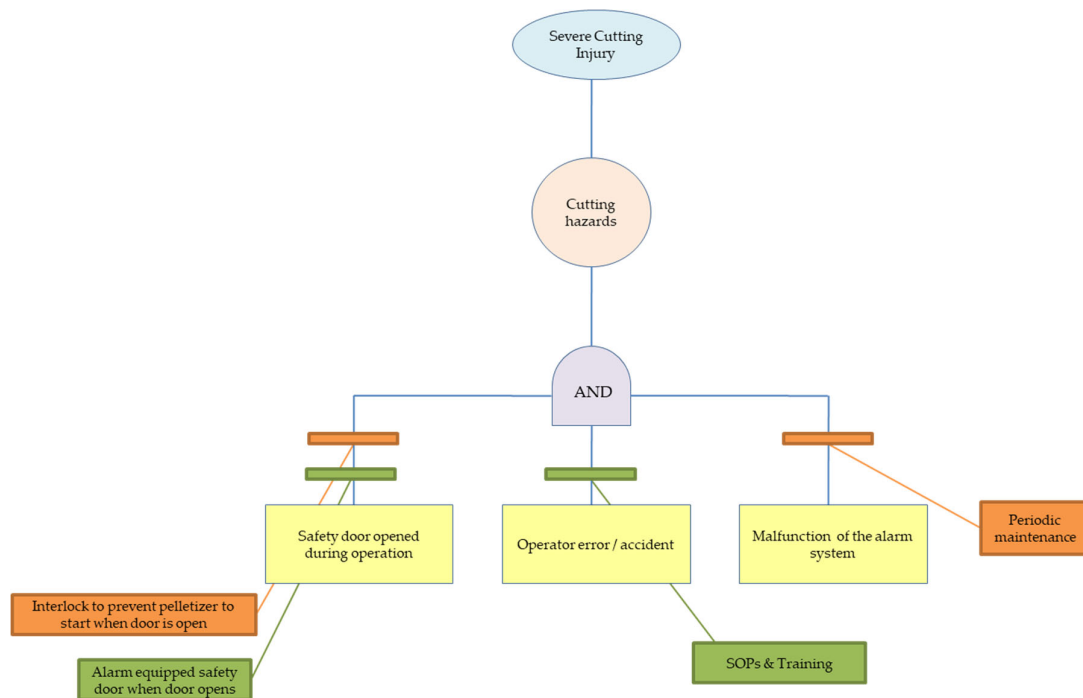 Severe Cutting
Injury
Cutting
hazards
AND
Safety door opened
during operation
Operator error / accident
Malfunction of the alarm
system
Periodic
maintenance
Interlock to prevent pelletizer to
start when door is open
Alarm equipped safety
door when door opens
SOPs & Training